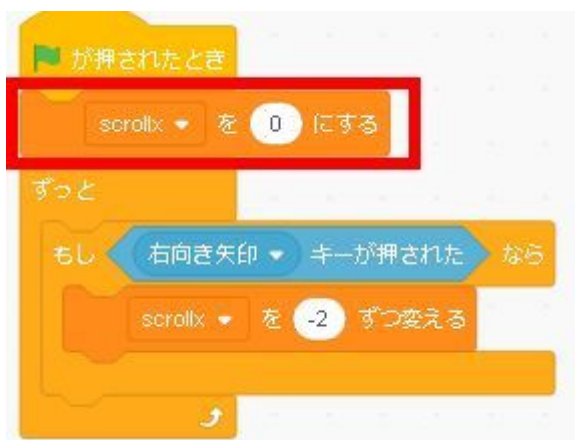 が押されたとき
scrollx を 0 にする
ずっと
もし 右向き矢印 キーが押された なら
scrollx を -2 ずつ変える